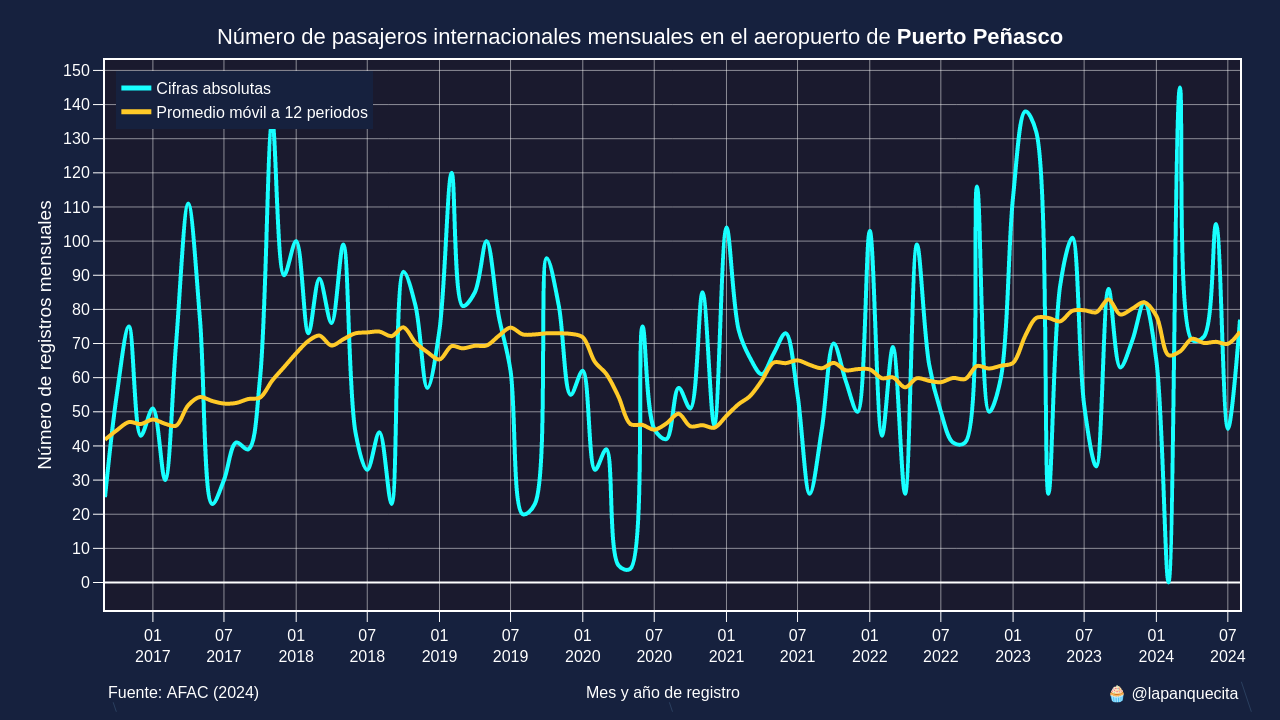 Número de pasajeros internacionales mensuales en el aeropuerto de Puerto Peñasco
Cifras absolutas
Promedio móvil a 12 periodos
Número de registros mensuales
150
140
130
120
110
100
90
80
70
60
50
40
30
20
10
0
01 07 01 07 01 07 01 07 01 07 01 07 01 07 01 07
2017 2017 2018 2018 2019 2019 2020 2020 2021 2021 2022 2022 2023 2023 2024 2024
Fuente: AFAC (2024) Mes y año de registro 🧁 @lapanquecita